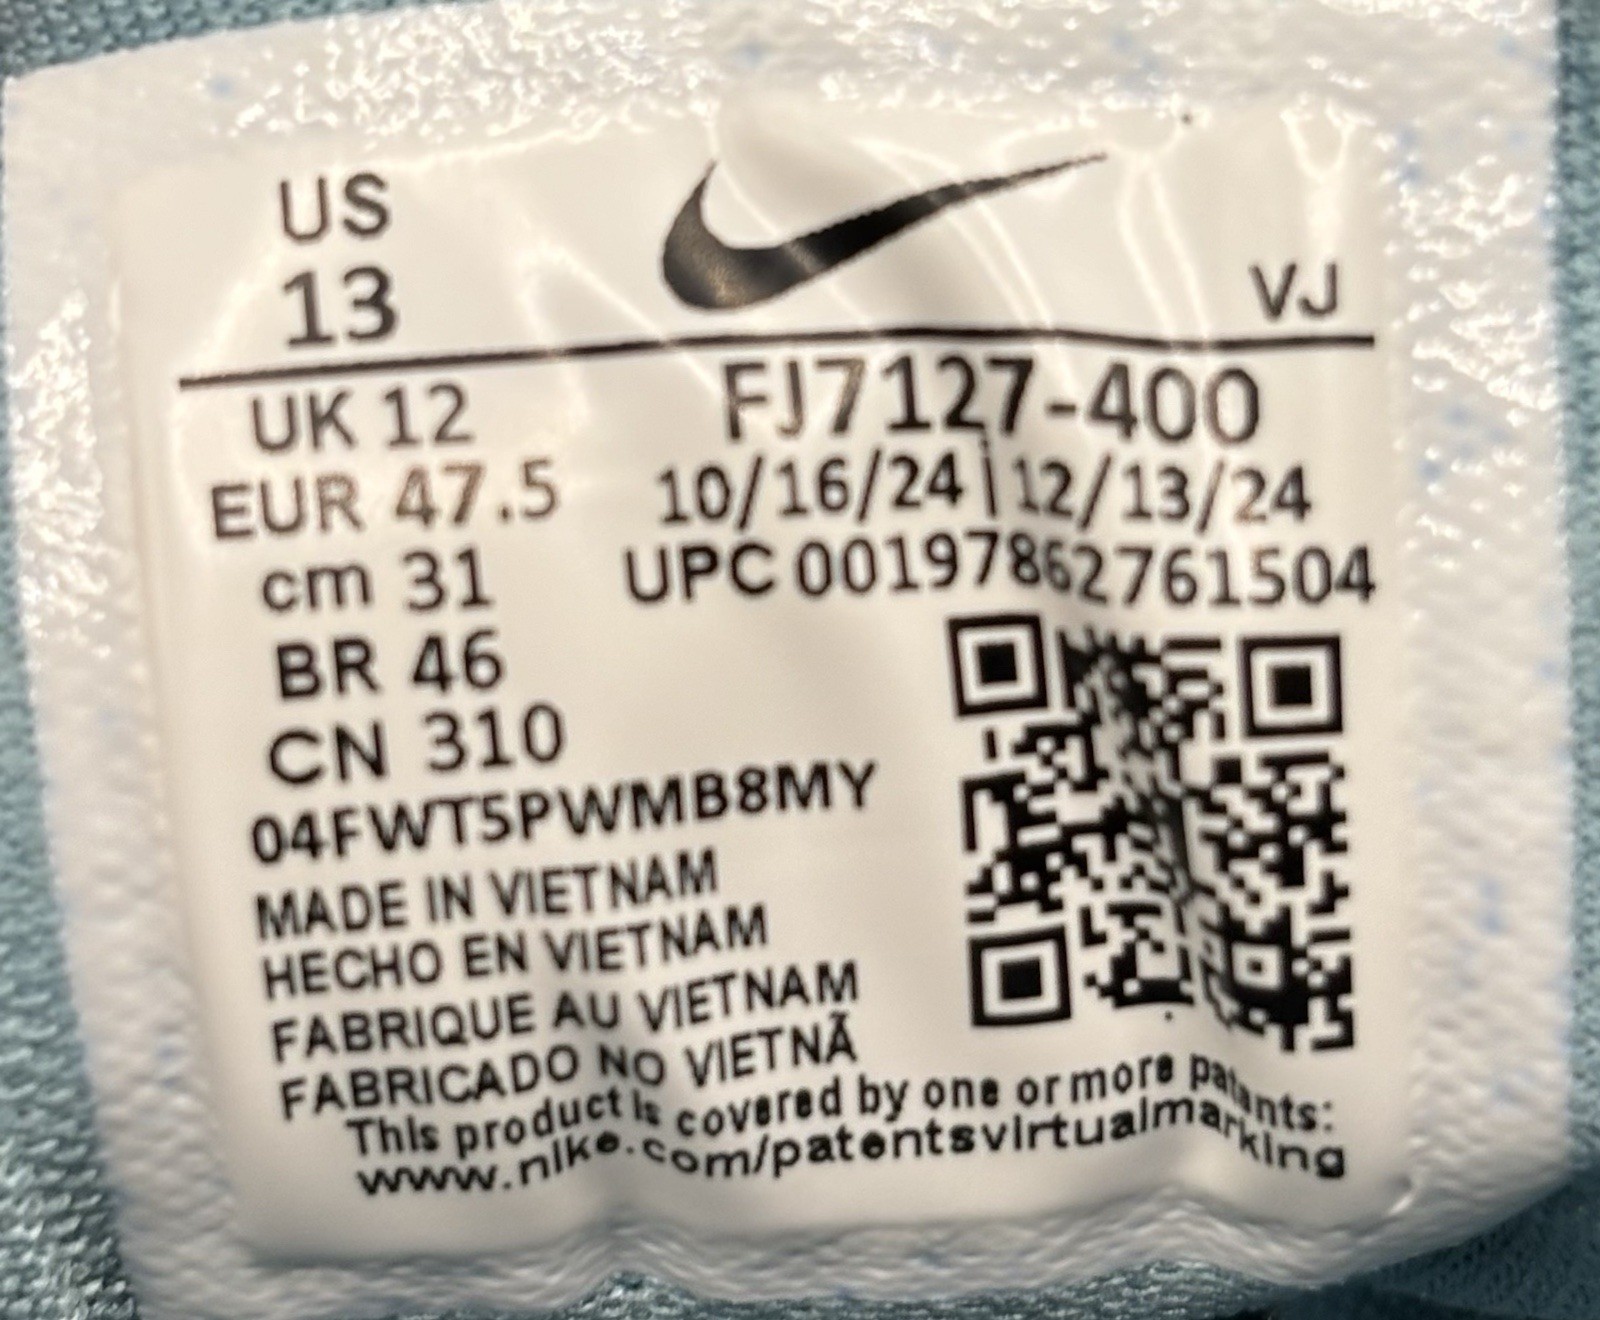 US
13
VJ
UK 12
FJ7127-400
EUR 47.5
10/16/24 | 12/13/24
cm 31
UPC 00197862761504
BR 46
CN 310
04FWT5PWMB8MY
MADE IN VIETNAM
HECHO EN VIETNAM
FABRIQUE AU VIETNAM
FABRICADO NO VIETNÃ
This product is covered by one or more patents:
www.nike.com/patentsvirtualmarking